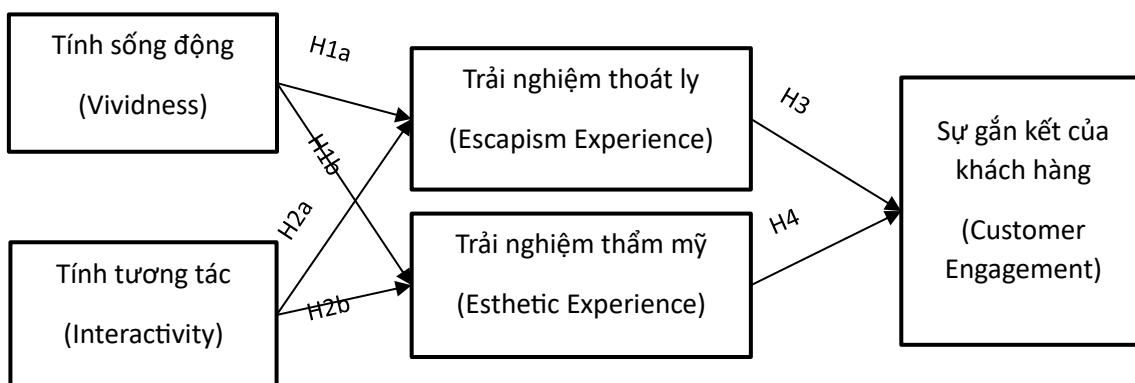 Tính sống động
(Vividness)
H1a
H1b
Tính tương tác
(Interactivity)
H2a
H2b
Trải nghiệm thoát ly
(Escapism Experience)
Trải nghiệm thẩm mỹ
(Esthetic Experience)
H3
H4
Sự gắn kết của
khách hàng
(Customer
Engagement)